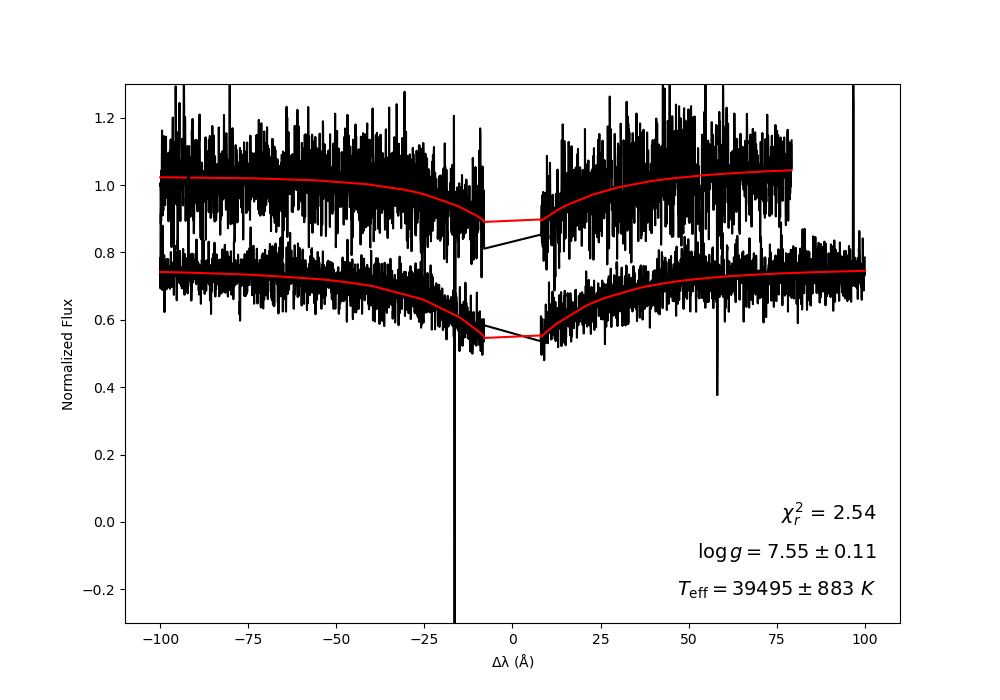 Normalized Flux
1.2
1.0
0.8
0.6
0.4
0.2
0.0
−0.2
χ²ᵣ = 2.54
log g = 7.55 ± 0.11
T_eff = 39495 ± 883 K
−100 −75 −50 −25 0 25 50 75 100
Δλ (Å)